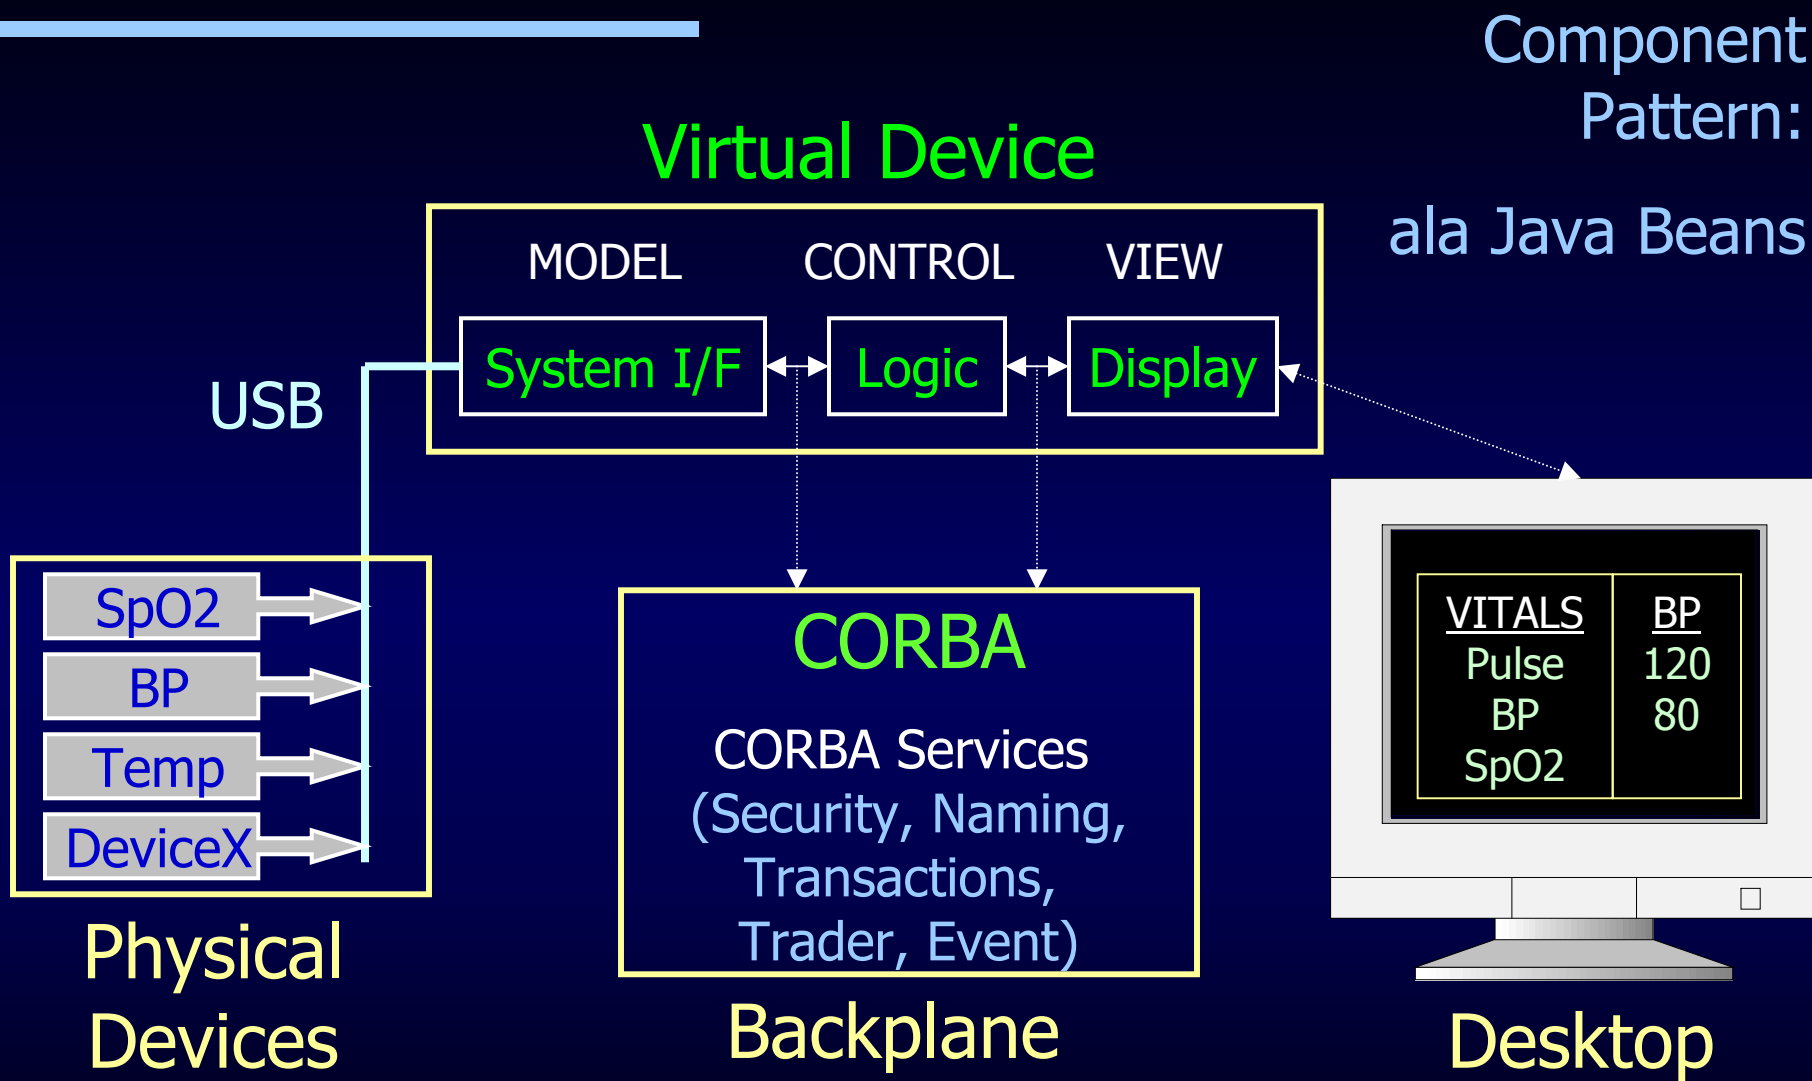 Component
Pattern:
ala Java Beans
Virtual Device
MODEL CONTROL VIEW
System I/F Logic Display
USB
SpO2
BP
Temp
DeviceX
Physical
Devices
CORBA
CORBA Services
(Security, Naming,
Transactions,
Trader, Event)
Backplane
VITALS BP
Pulse 120
BP 80
SpO2
Desktop